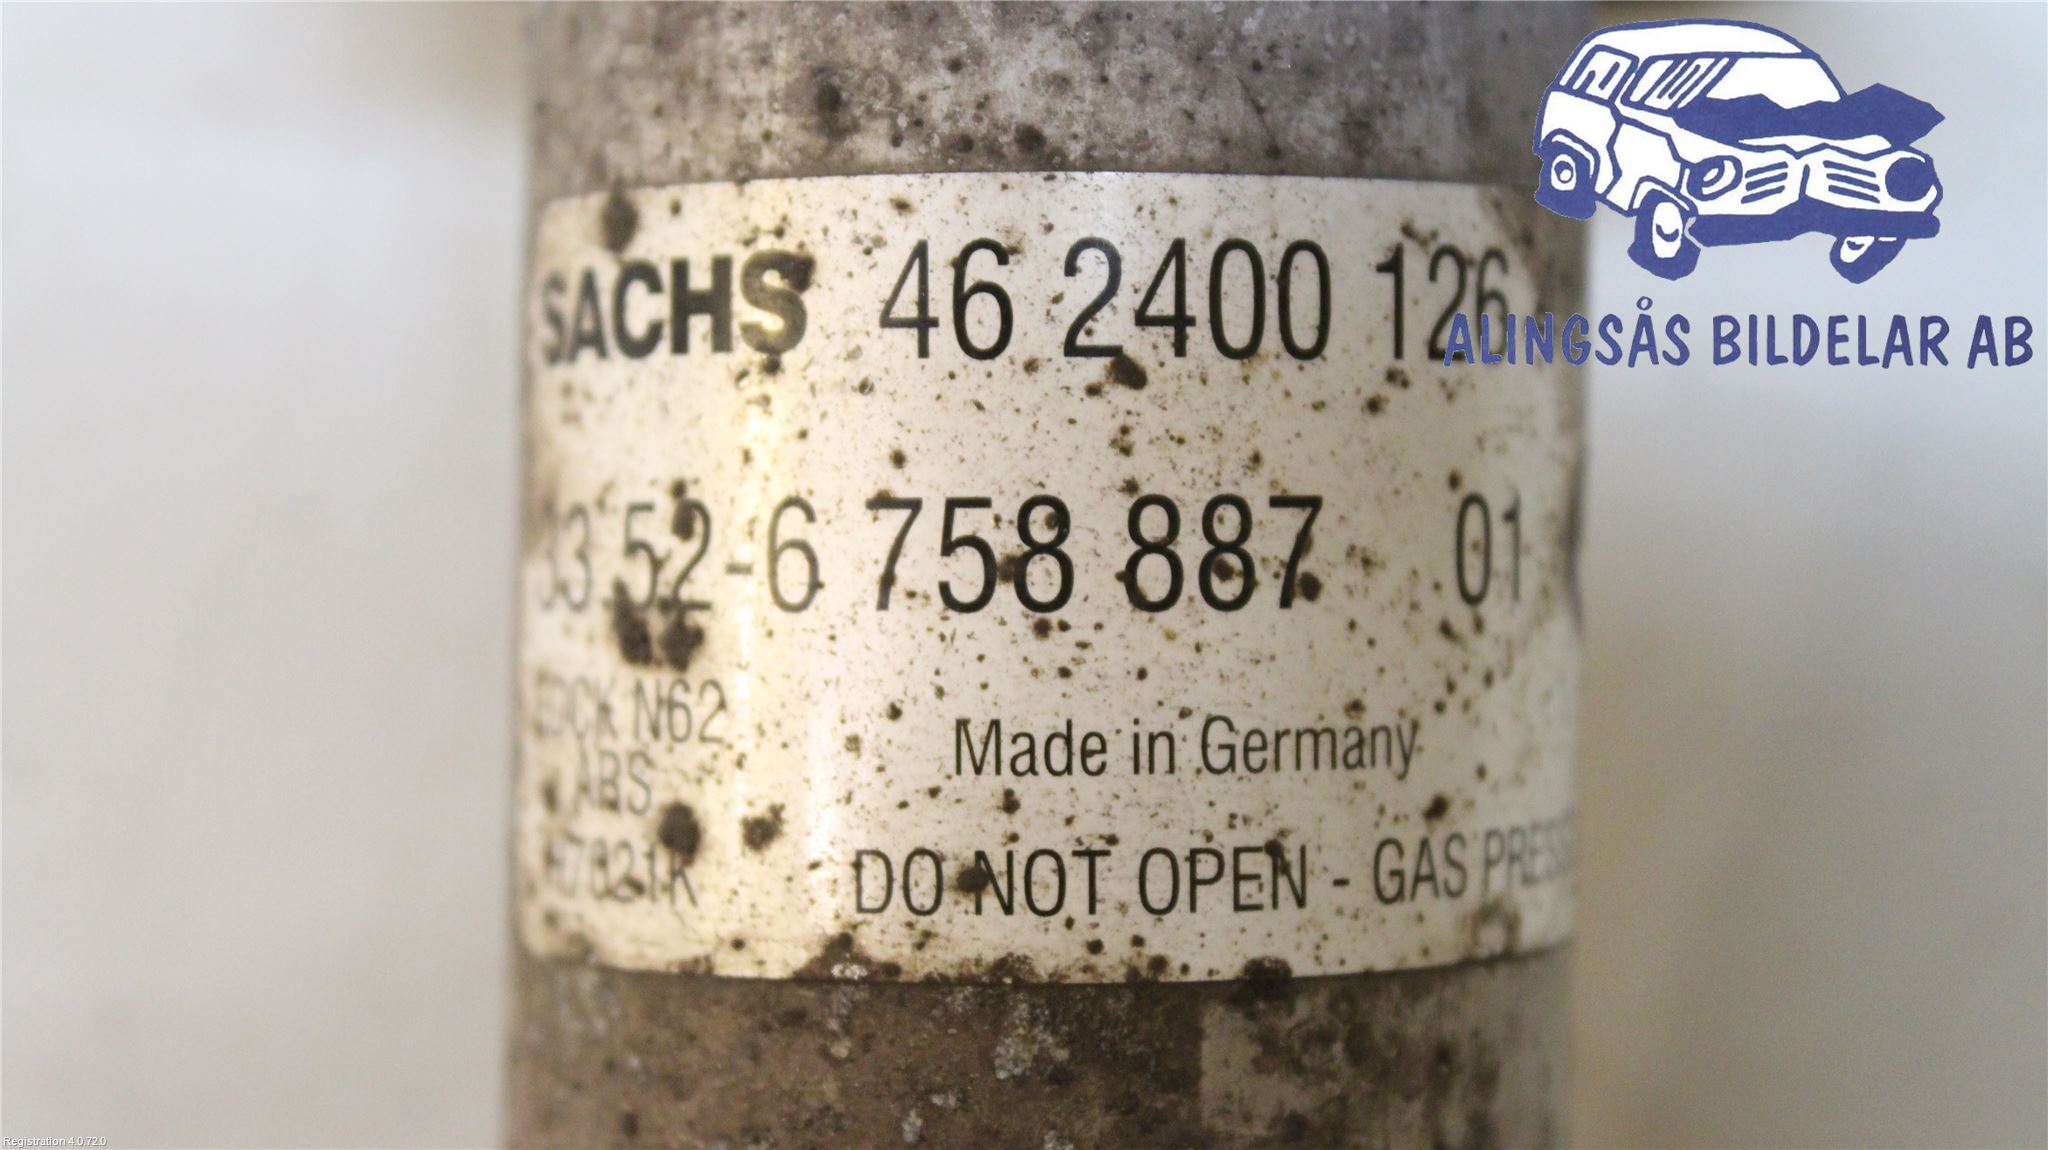 SACHS 46 2400 126
ALINGSÅS BILDELAR AB
33 52-6 758 887 01
N62
Made in Germany
ABS
DO NOT OPEN - GAS
Registration 4.0.72.0